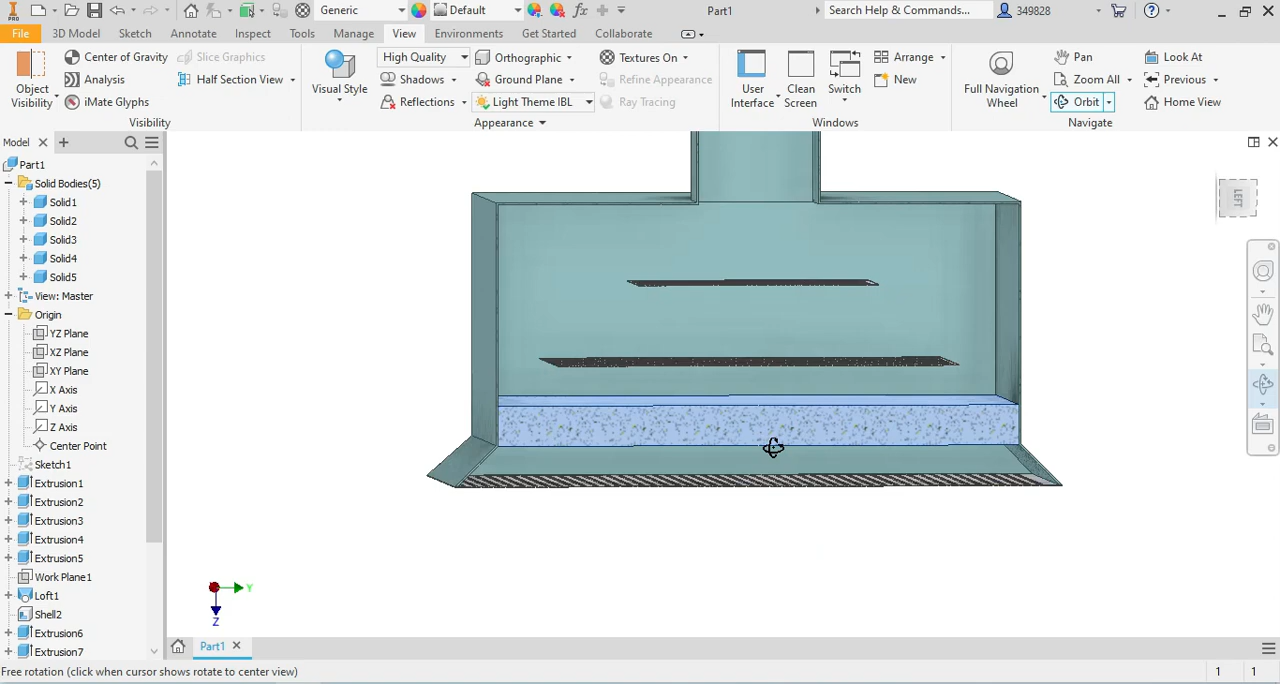 PRO
Generic
Default
Part1
Search Help & Commands...
349828
File
3D Model
Sketch
Annotate
Inspect
Tools
Manage
View
Environments
Get Started
Collaborate
Object
Visibility
Center of Gravity
Analysis
iMate Glyphs
Slice Graphics
Half Section View
Visibility
Visual Style
High Quality
Shadows
Reflections
Orthographic
Ground Plane
Light Theme IBL
Textures On
Refine Appearance
Ray Tracing
Appearance
User
Interface
Clean
Screen
Switch
Arrange
New
Windows
Full Navigation
Wheel
Pan
Zoom All
Orbit
Look At
Previous
Home View
Navigate
Model
Part1
Solid Bodies(5)
Solid1
Solid2
Solid3
Solid4
Solid5
View: Master
Origin
YZ Plane
XZ Plane
XY Plane
X Axis
Y Axis
Z Axis
Center Point
Sketch1
Extrusion1
Extrusion2
Extrusion3
Extrusion4
Extrusion5
Work Plane1
Loft1
Shell2
Extrusion6
Extrusion7
LEFT
Y
Z
Part1
Free rotation (click when cursor shows rotate to center view)
1
1